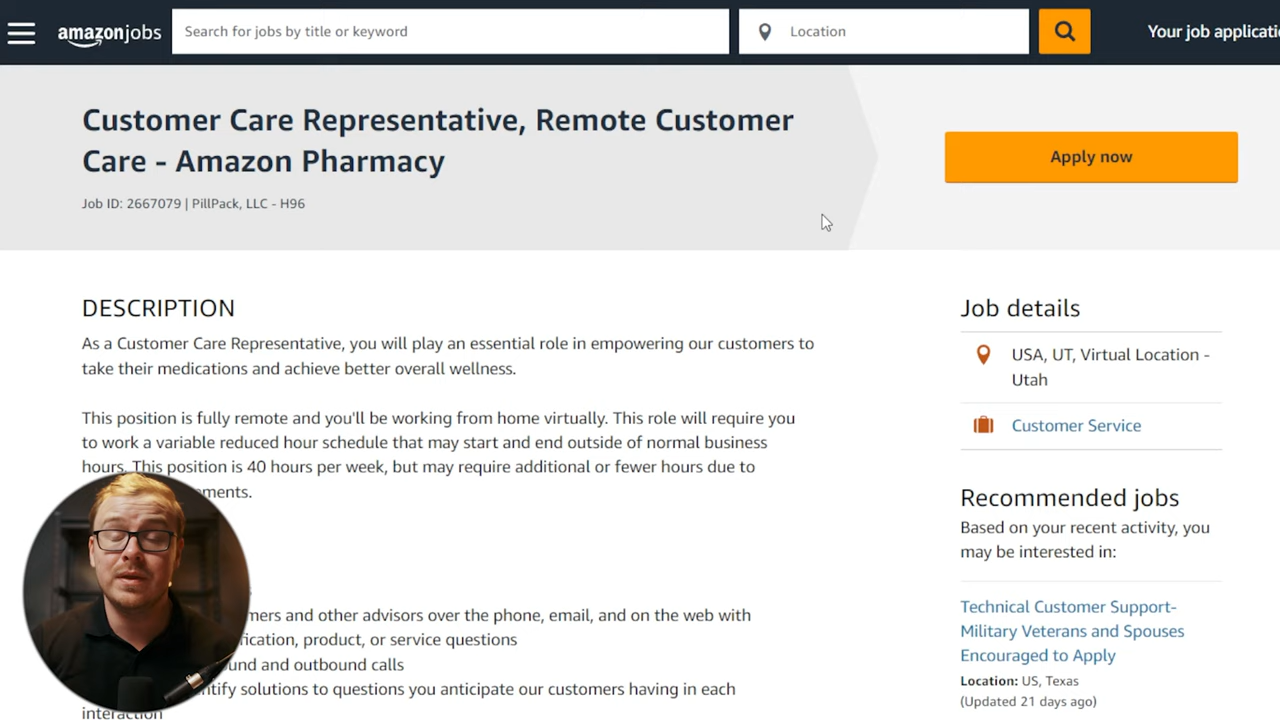 amazonjobs
Search for jobs by title or keyword
Location
Your job applicati
Customer Care Representative, Remote Customer
Care - Amazon Pharmacy
Job ID: 2667079 | PillPack, LLC - H96
Apply now
DESCRIPTION
As a Customer Care Representative, you will play an essential role in empowering our customers to
take their medications and achieve better overall wellness.
This position is fully remote and you'll be working from home virtually. This role will require you
to work a variable reduced hour schedule that may start and end outside of normal business
hours. This position is 40 hours per week, but may require additional or fewer hours due to
ments.
mers and other advisors over the phone, email, and on the web with
fication, product, or service questions
und and outbound calls
ntify solutions to questions you anticipate our customers having in each
interaction
Job details
USA, UT, Virtual Location -
Utah
Customer Service
Recommended jobs
Based on your recent activity, you
may be interested in:
Technical Customer Support-
Military Veterans and Spouses
Encouraged to Apply
Location: US, Texas
(Updated 21 days ago)